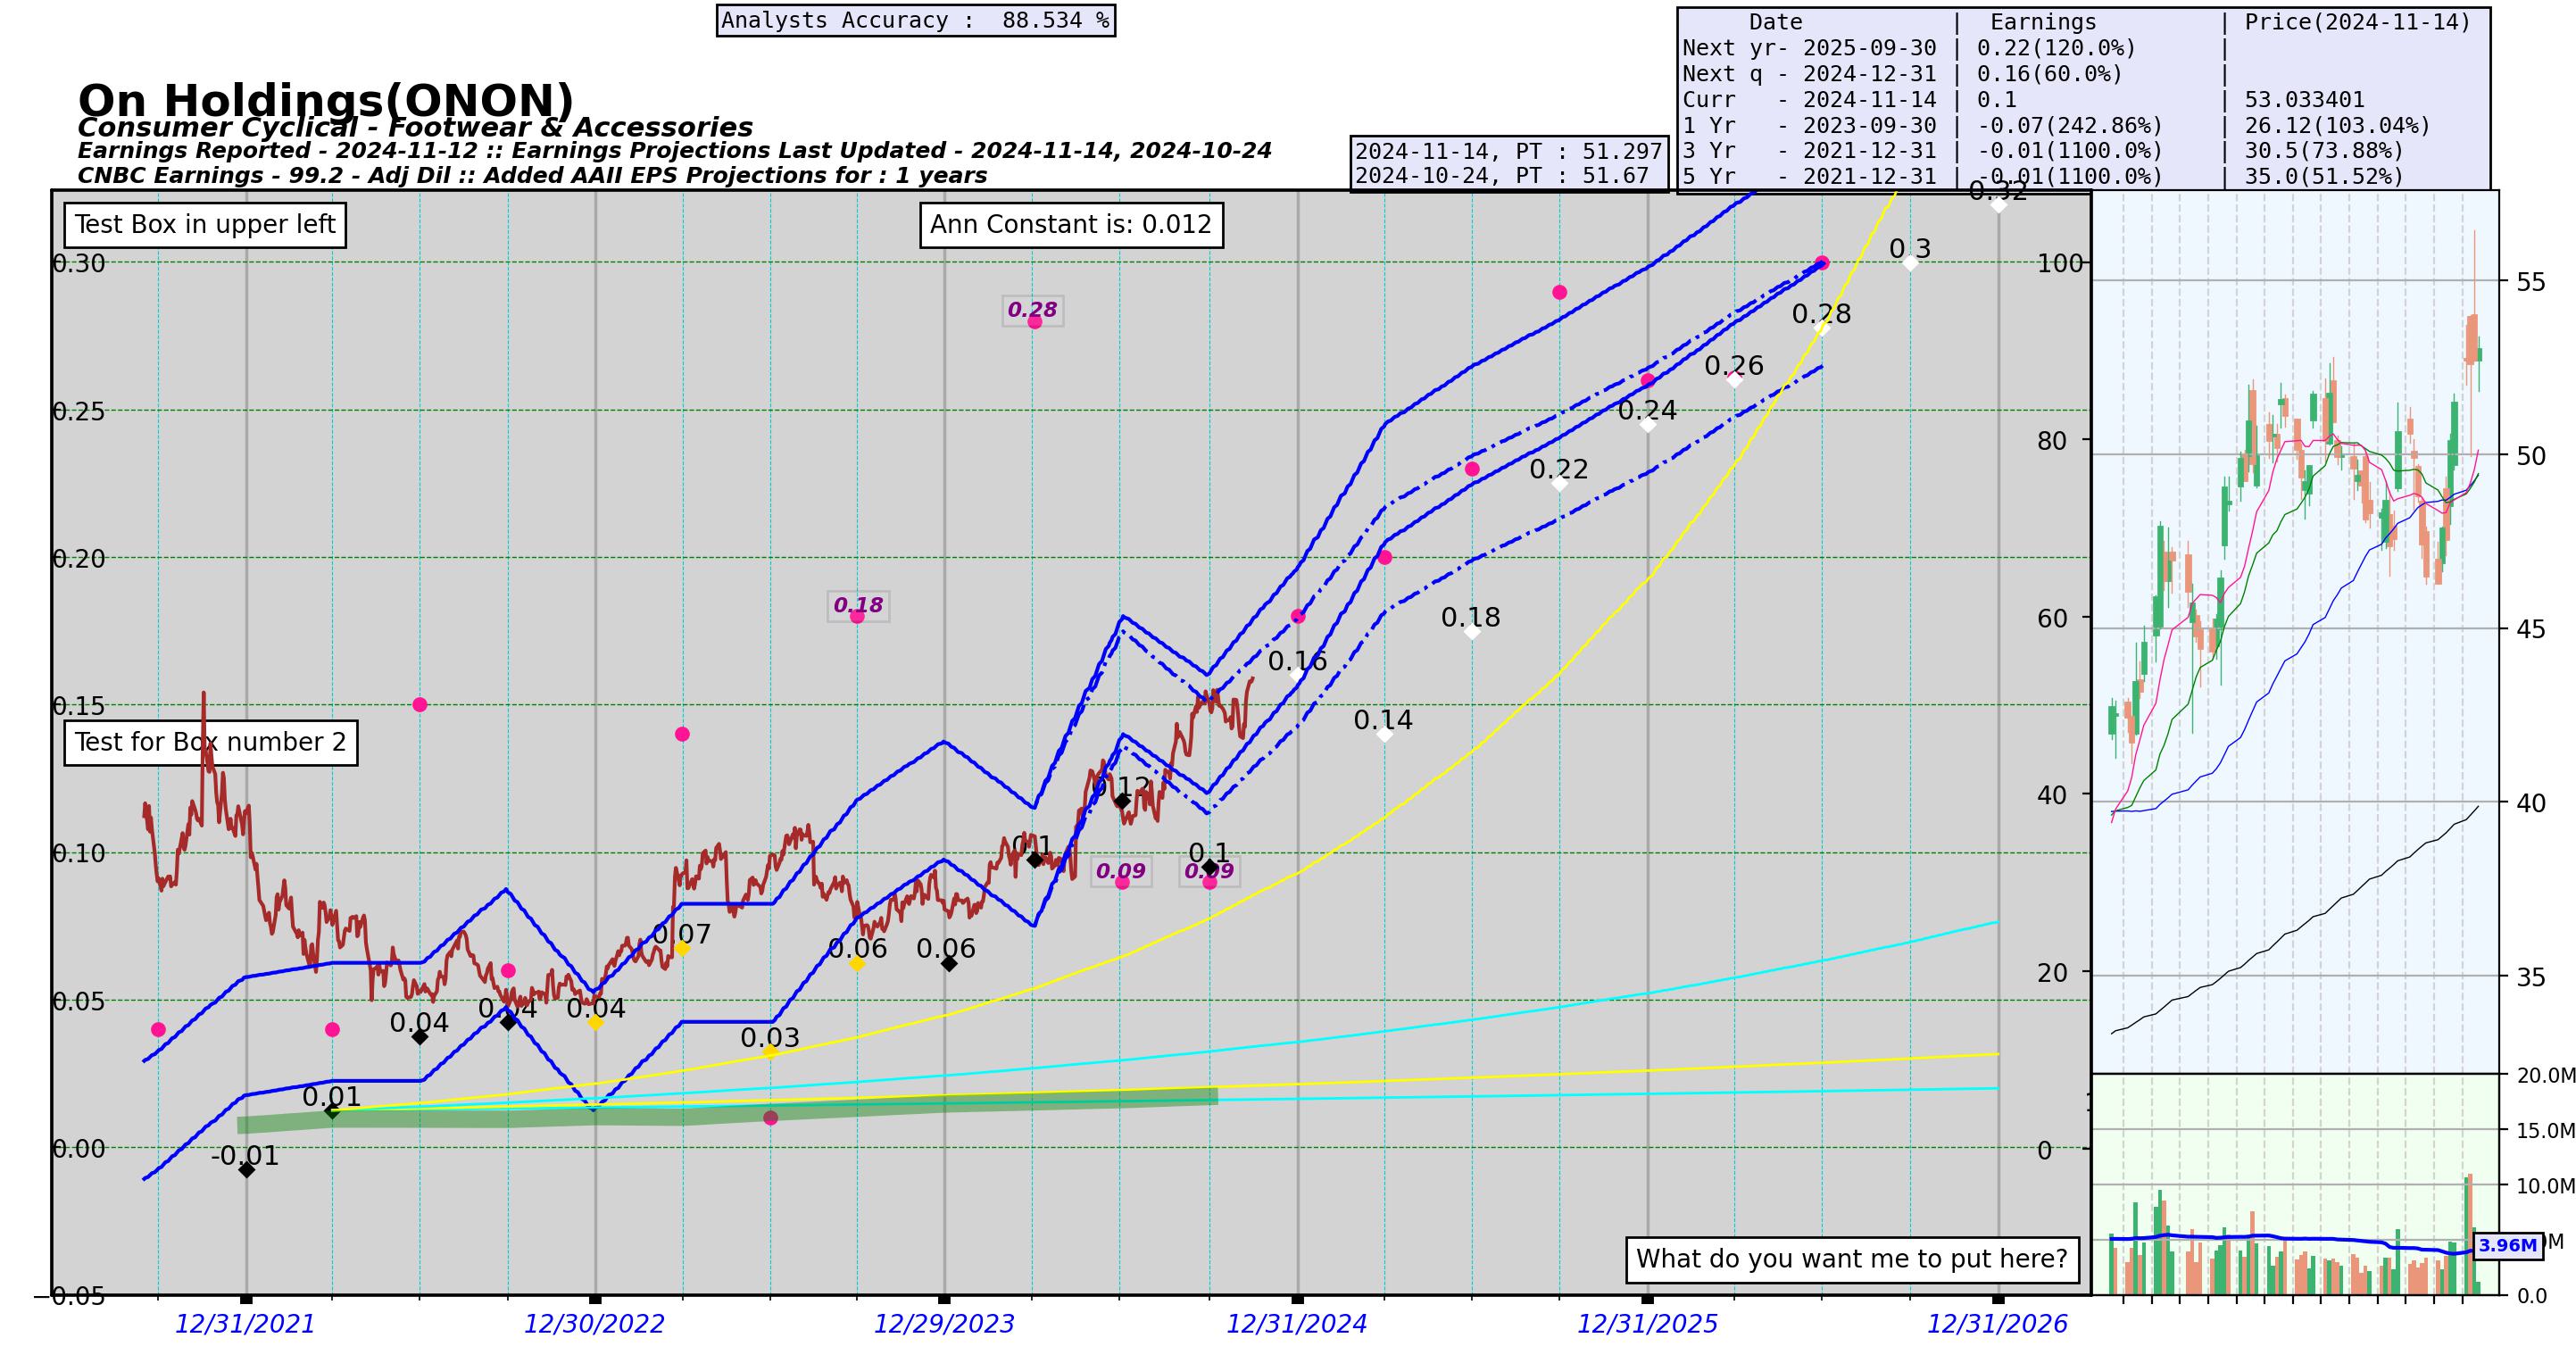 Analysts Accuracy :  88.534 %
Date | Earnings | Price(2024-11-14)
Next yr- 2025-09-30 | 0.22(120.0%) |
Next q - 2024-12-31 | 0.16(60.0%) |
Curr - 2024-11-14 | 0.1 | 53.033401
1 Yr - 2023-09-30 | -0.07(242.86%) | 26.12(103.04%)
3 Yr - 2021-12-31 | -0.01(1100.0%) | 30.5(73.88%)
5 Yr - 2021-12-31 | -0.01(1100.0%) | 35.0(51.52%)
On Holdings(ONON)
Consumer Cyclical - Footwear & Accessories
Earnings Reported - 2024-11-12 :: Earnings Projections Last Updated - 2024-11-14, 2024-10-24
CNBC Earnings - 99.2 - Adj Dil :: Added AAII EPS Projections for : 1 years
2024-11-14, PT : 51.297
2024-10-24, PT : 51.67
Test Box in upper left
Ann Constant is: 0.012
Test for Box number 2
What do you want me to put here?
0.30
0.25
0.20
0.15
0.10
0.05
0.00
−0.05
-0.01
0.01
0.04
0.04
0.04
0.07
0.03
0.06
0.06
0.1
0.12
0.1
0.16
0.14
0.18
0.22
0.24
0.26
0.28
0.3
0.32
0.18
0.28
0.09
0.09
100
80
60
40
20
0
55
50
45
40
35
20.0M
15.0M
10.0M
0.0
3.96M
12/31/2021
12/30/2022
12/29/2023
12/31/2024
12/31/2025
12/31/2026